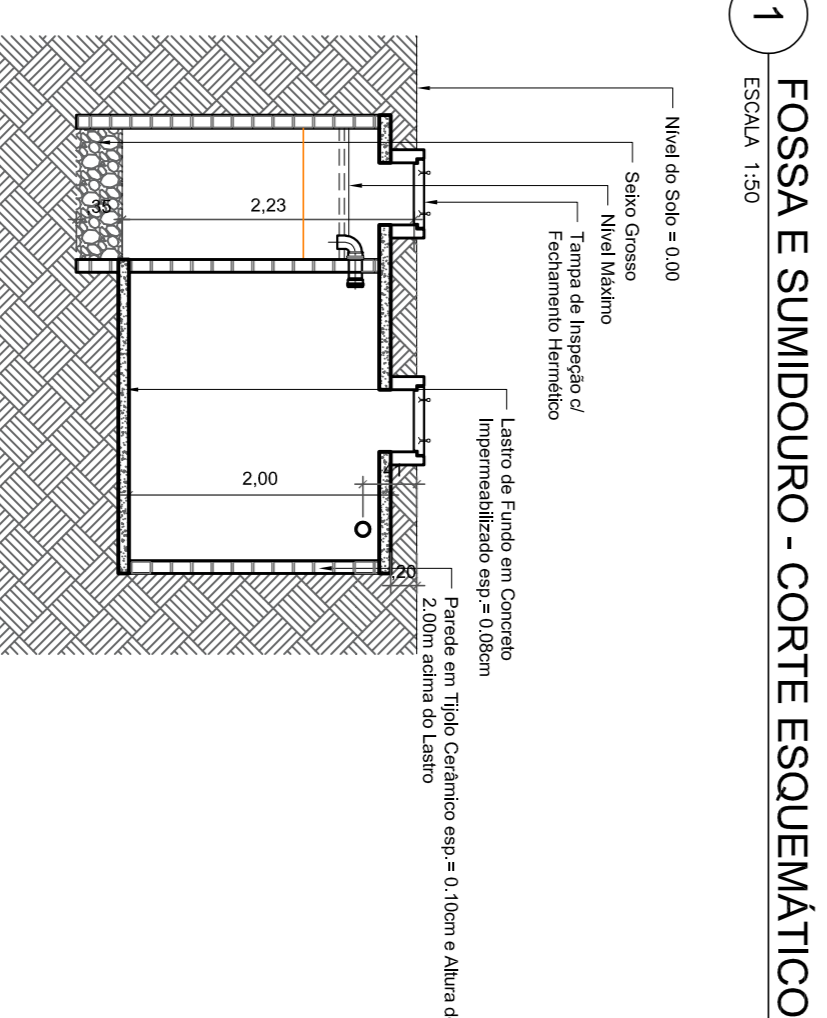 1
FOSSA E SUMIDOURO - CORTE ESQUEMÁTICO
ESCALA 1:50
Nível do Solo = 0.00
Seixo Grosso
Nível Máximo
Tampa de Inspeção c/
Fechamento Hermético
Lastro de Fundo em Concreto
Impermeabilizado esp.= 0.08cm
Parede em Tijolo Cerâmico esp.= 0.10cm e Altura d
2.00m acima do Lastro
,35
2,23
2,00
,20